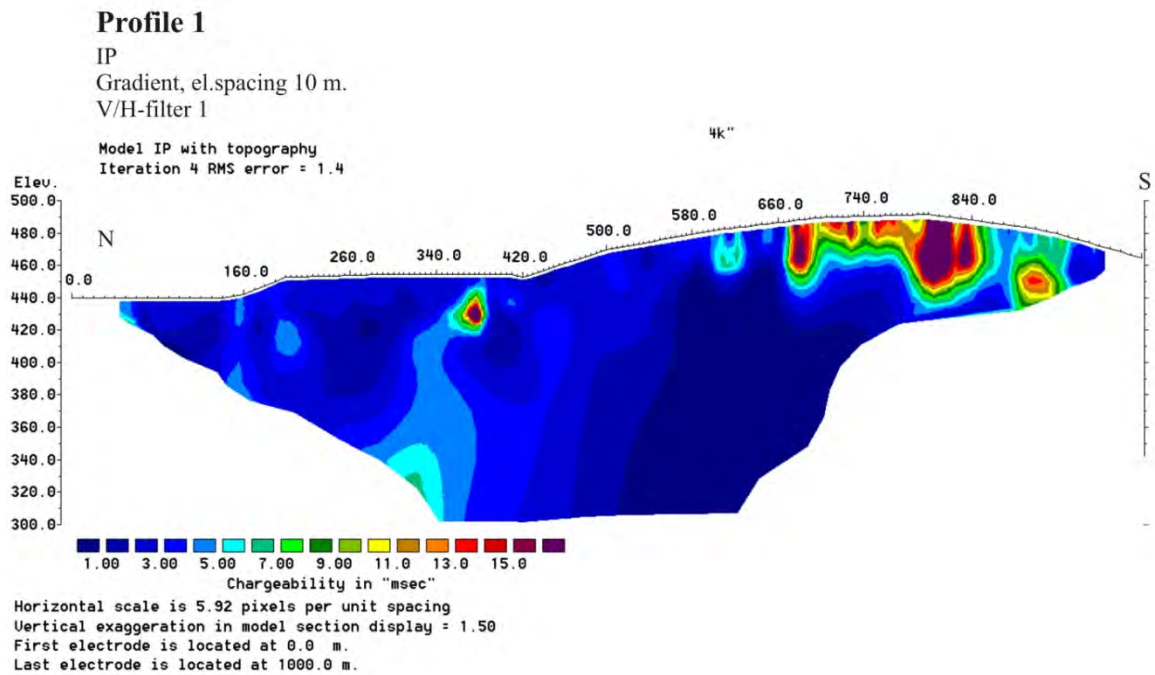 Profile 1
IP
Gradient, el.spacing 10 m.
V/H-filter 1
4k"
Model IP with topography
Iteration 4 RMS error = 1.4
Elev.
S
500.0
N
480.0
460.0
440.0
420.0
400.0
380.0
360.0
340.0
320.0
300.0
0.0 160.0 260.0 340.0 420.0 500.0 580.0 660.0 740.0 840.0
1.00 3.00 5.00 7.00 9.00 11.0 13.0 15.0
Chargeability in "msec"
Horizontal scale is 5.92 pixels per unit spacing
Vertical exaggeration in model section display = 1.50
First electrode is located at 0.0 m.
Last electrode is located at 1000.0 m.